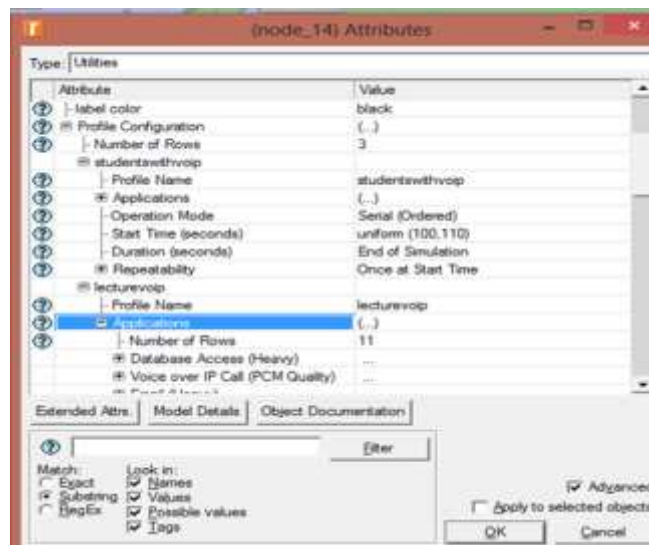 (node_14) Attributes
Type: Utilities
Attribute Value
label color black
Profile Configuration (...)
Number of Rows 3
studentswithvoip
Profile Name studentswithvoip
Applications (...)
Operation Mode Serial (Ordered)
Start Time (seconds) uniform (100,110)
Duration (seconds) End of Simulation
Repeatability Once at Start Time
lecturevoip
Profile Name lecturevoip
Applications (...)
Number of Rows 11
Database Access (Heavy) ...
Voice over IP Call (PCM Quality) ...
Extended Attrs. Model Details Object Documentation
Filter
Match: Look in:
Exact Names
Substring Values
RegEx Possible values
Tags
Advanced
Apply to selected objects
OK Cancel